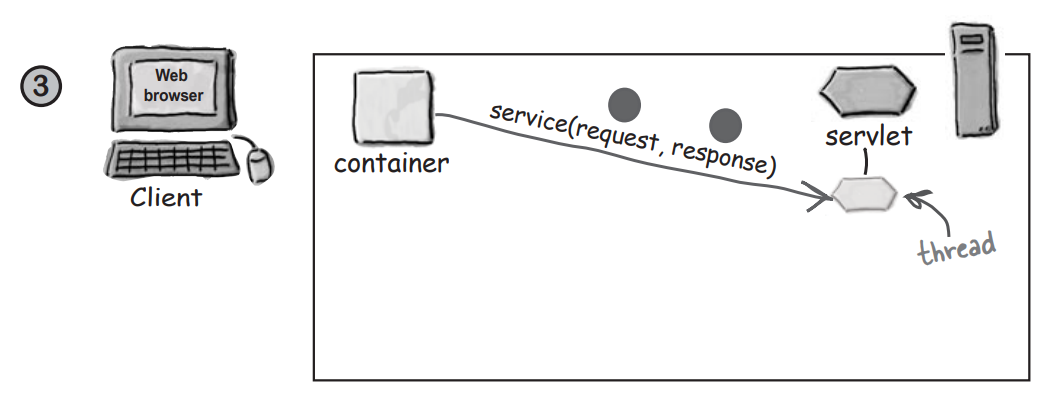 3
Web
browser
Client
container
service(request, response)
servlet
thread